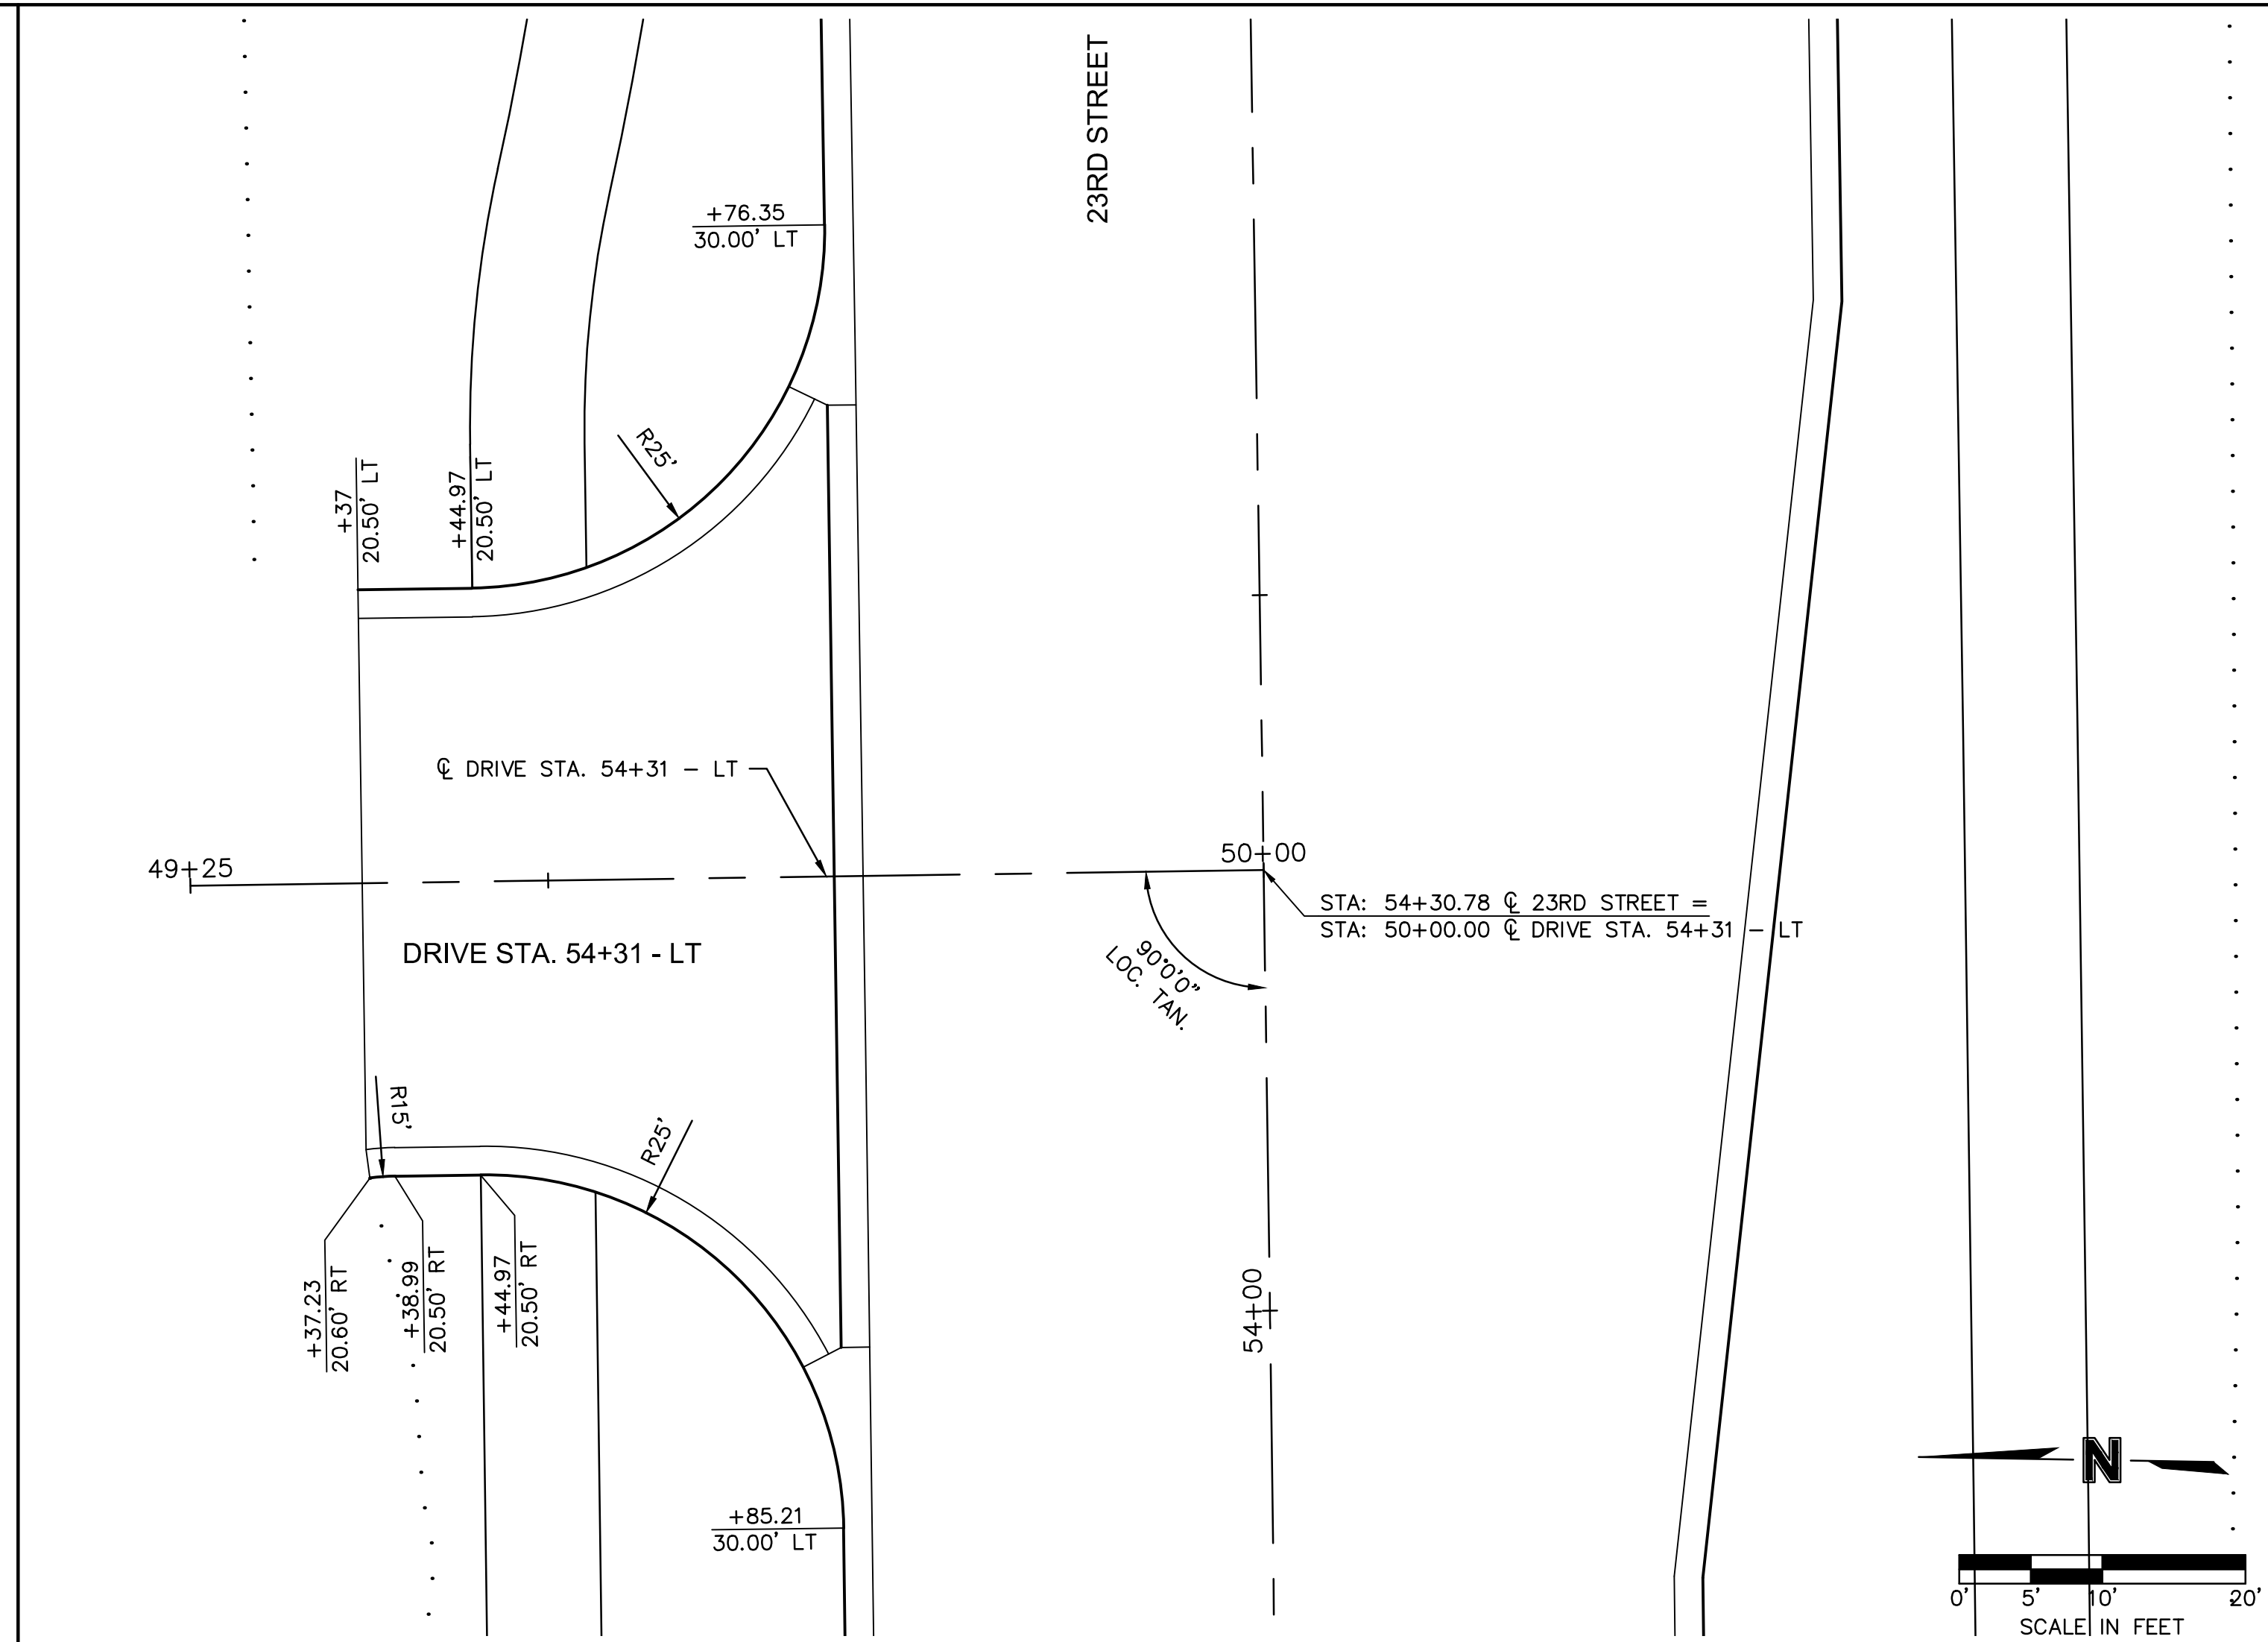 23RD STREET
+76.35
30.00' LT
R25'
+37
20.50' LT
+44.97
20.50' LT
℄ DRIVE STA. 54+31 – LT
49+25
50+00
STA: 54+30.78 ℄ 23RD STREET =
STA: 50+00.00 ℄ DRIVE STA. 54+31 – LT
DRIVE STA. 54+31 - LT
90°0'0"
LOC. TAN.
R15'
R25'
+37.23
20.60' RT
+38.99
20.50' RT
+44.97
20.50' RT
54+00
+85.21
30.00' LT
N
0' 5' 10' 20'
SCALE IN FEET